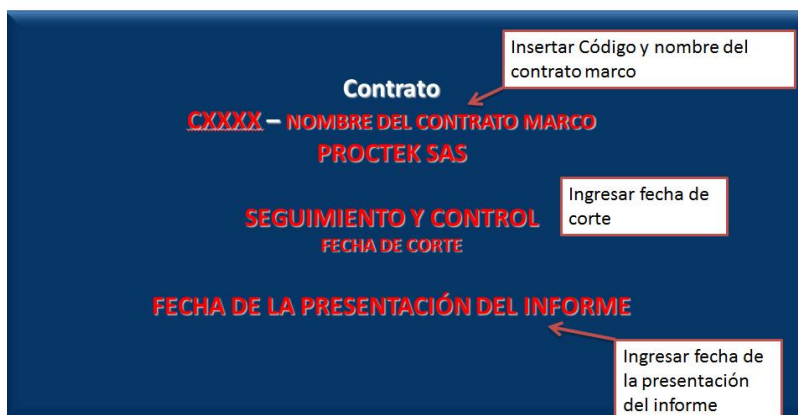 Insertar Código y nombre del
contrato marco
Contrato
CXXXX – NOMBRE DEL CONTRATO MARCO
PROCTEK SAS
Ingresar fecha de
corte
SEGUIMIENTO Y CONTROL
FECHA DE CORTE
FECHA DE LA PRESENTACIÓN DEL INFORME
Ingresar fecha de
la presentación
del informe